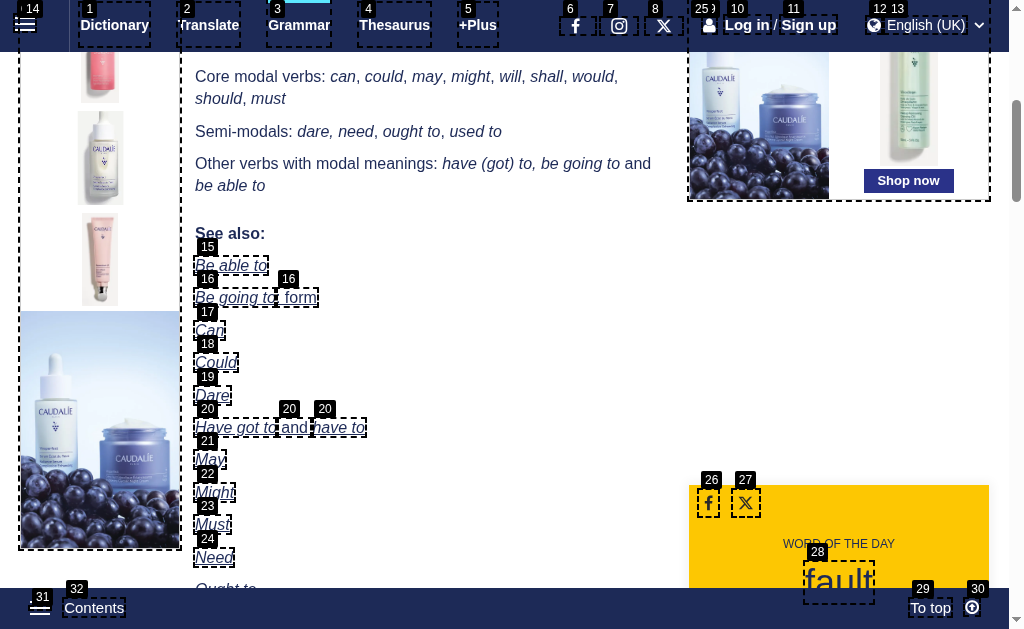 14 1 2 3 4 5 6 7 8 25 9 10 11 12 13
Dictionary Translate Grammar Thesaurus +Plus Log in / Sign up English (UK)
Core modal verbs: can, could, may, might, will, shall, would,
should, must
Semi-modals: dare, need, ought to, used to
Other verbs with modal meanings: have (got) to, be going to and
be able to
Shop now
See also:
15
Be able to
16 16
Be going to form
17
Can
18
Could
19
Dare
20 20 20
Have got to and have to
21
May
22
Might
23
Must
24
Need
Ought to
CAUDALÍE
CAUDALÍE
26 27
WORD OF THE DAY
28
fault
31 32 29 30
Contents To top